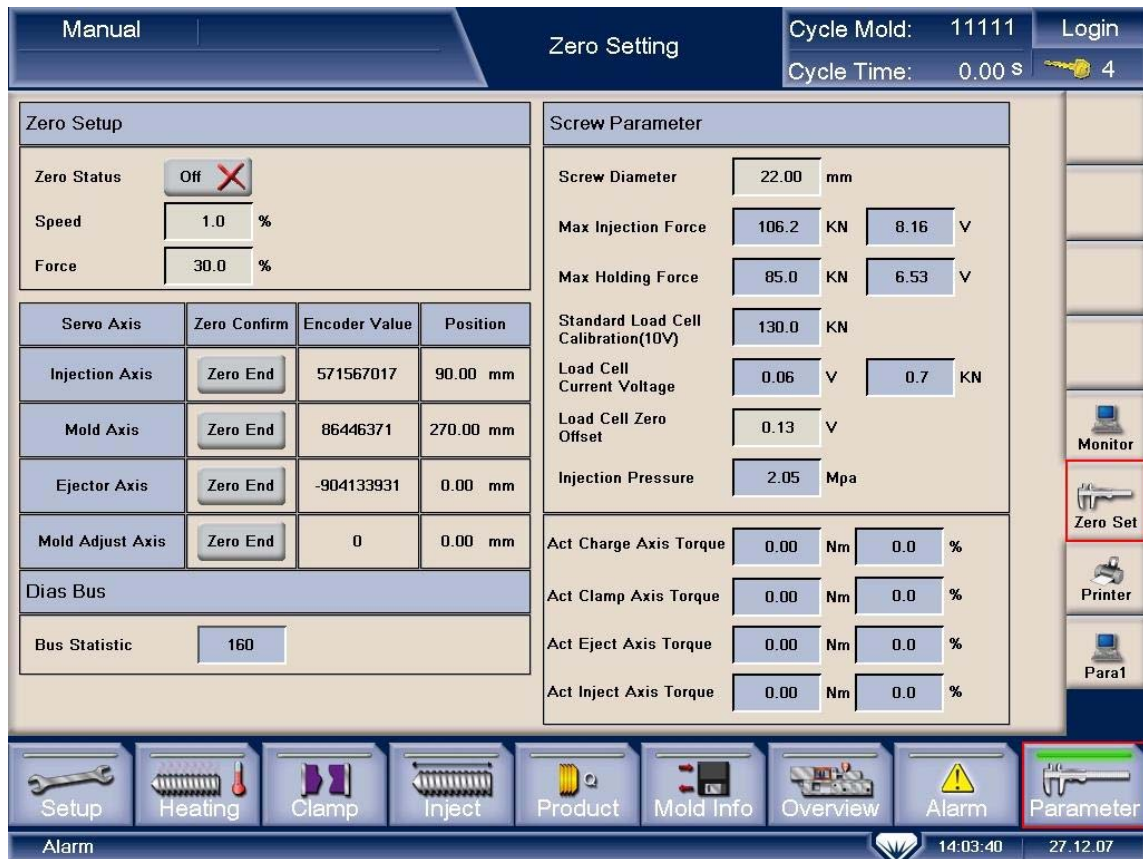 Manual
Zero Setting
Cycle Mold: 11111
Login
Cycle Time: 0.00 S
4
Zero Setup
Zero Status Off
Speed 1.0 %
Force 30.0 %
Servo Axis Zero Confirm Encoder Value Position
Injection Axis Zero End 571567017 90.00 mm
Mold Axis Zero End 86446371 270.00 mm
Ejector Axis Zero End -904133931 0.00 mm
Mold Adjust Axis Zero End 0 0.00 mm
Dias Bus
Bus Statistic 160
Screw Parameter
Screw Diameter 22.00 mm
Max Injection Force 106.2 KN 8.16 V
Max Holding Force 85.0 KN 6.53 V
Standard Load Cell
Calibration(10V) 130.0 KN
Load Cell
Current Voltage 0.06 V 0.7 KN
Load Cell Zero
Offset 0.13 V
Injection Pressure 2.05 Mpa
Act Charge Axis Torque 0.00 Nm 0.0 %
Act Clamp Axis Torque 0.00 Nm 0.0 %
Act Eject Axis Torque 0.00 Nm 0.0 %
Act Inject Axis Torque 0.00 Nm 0.0 %
Monitor
Zero Set
Printer
Para1
Setup Heating Clamp Inject Product Mold Info Overview Alarm Parameter
Alarm 14:03:40 27.12.07